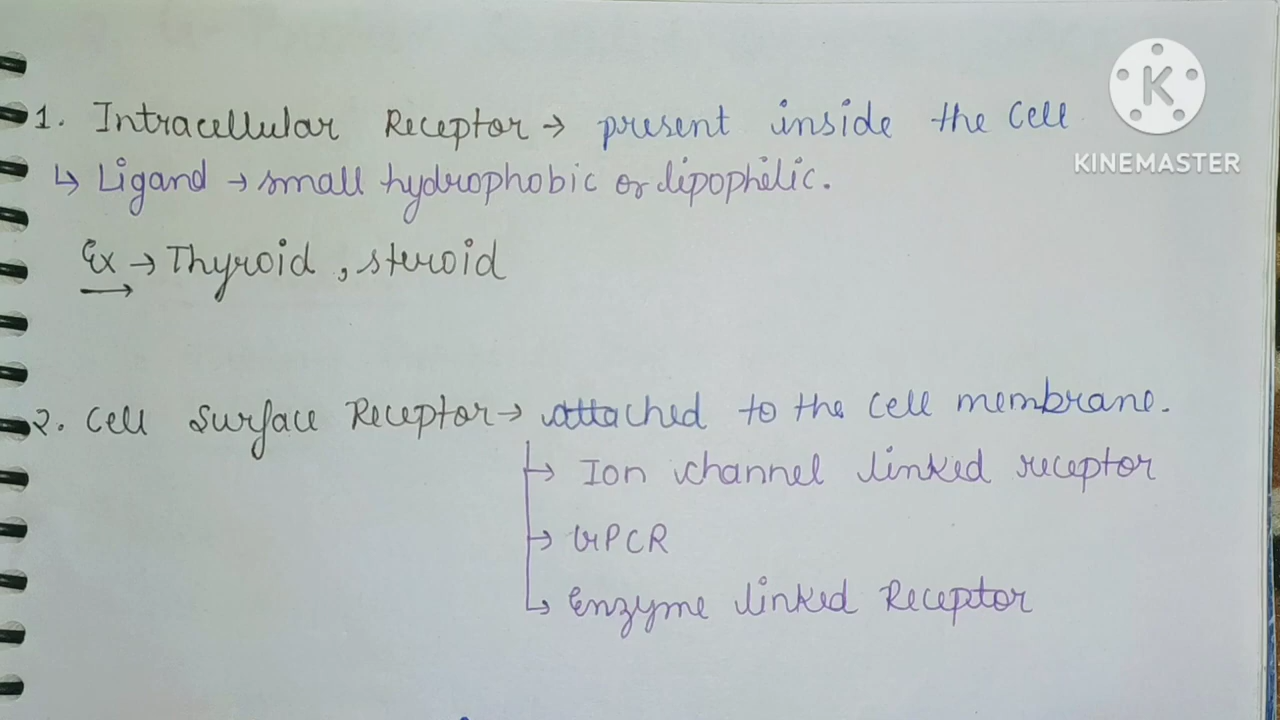 1. Intracellular Receptor → present inside the cell
↳ Ligand → small hydrophobic or lipophilic.
Ex → Thyroid, steroid
2. Cell Surface Receptor → attached to the cell membrane.
→ Ion channel linked receptor
→ GPCR
↳ Enzyme linked Receptor
K
KINEMASTER